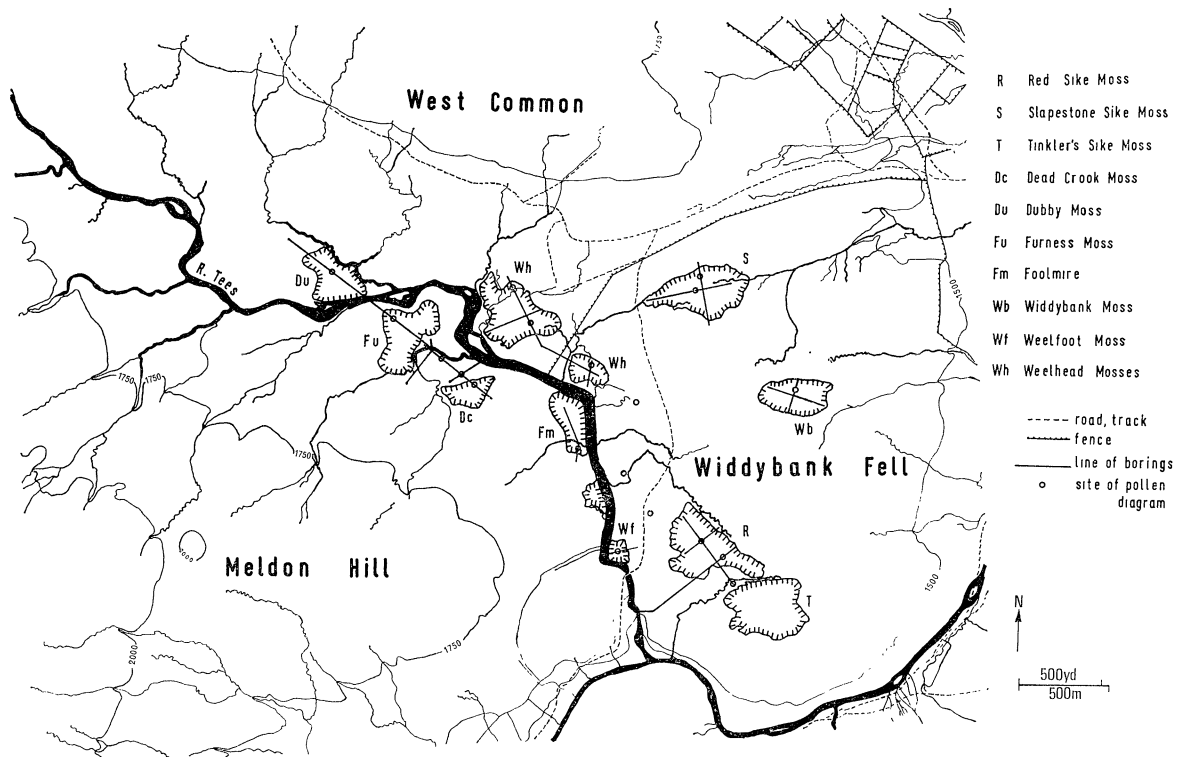 1750
West Common
R Red Sike Moss
S Slapestone Sike Moss
T Tinkler's Sike Moss
Dc Dead Crook Moss
Du Dubby Moss
Fu Furness Moss
Fm Foolmire
Wb Widdybank Moss
Wf Weelfoot Moss
Wh Weelhead Mosses
road, track
fence
line of borings
site of pollen
diagram
R. Tees
Du
Wh
S
1500
Fu
Wh
1750
1750
Dc
Wb
Fm
1750
Widdybank Fell
Wf
R
2000
Meldon Hill
T
1500
1750
2000
N
500yd
500m